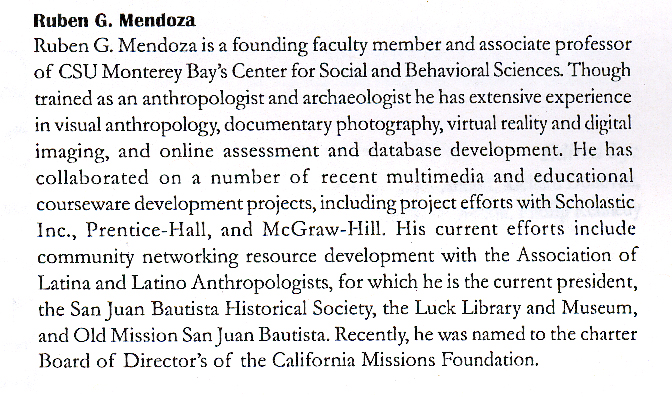 Ruben G. Mendoza
Ruben G. Mendoza is a founding faculty member and associate professor
of CSU Monterey Bay's Center for Social and Behavioral Sciences. Though
trained as an anthropologist and archaeologist he has extensive experience
in visual anthropology, documentary photography, virtual reality and digital
imaging, and online assessment and database development. He has
collaborated on a number of recent multimedia and educational
courseware development projects, including project efforts with Scholastic
Inc., Prentice-Hall, and McGraw-Hill. His current efforts include
community networking resource development with the Association of
Latina and Latino Anthropologists, for which he is the current president,
the San Juan Bautista Historical Society, the Luck Library and Museum,
and Old Mission San Juan Bautista. Recently, he was named to the charter
Board of Director's of the California Missions Foundation.